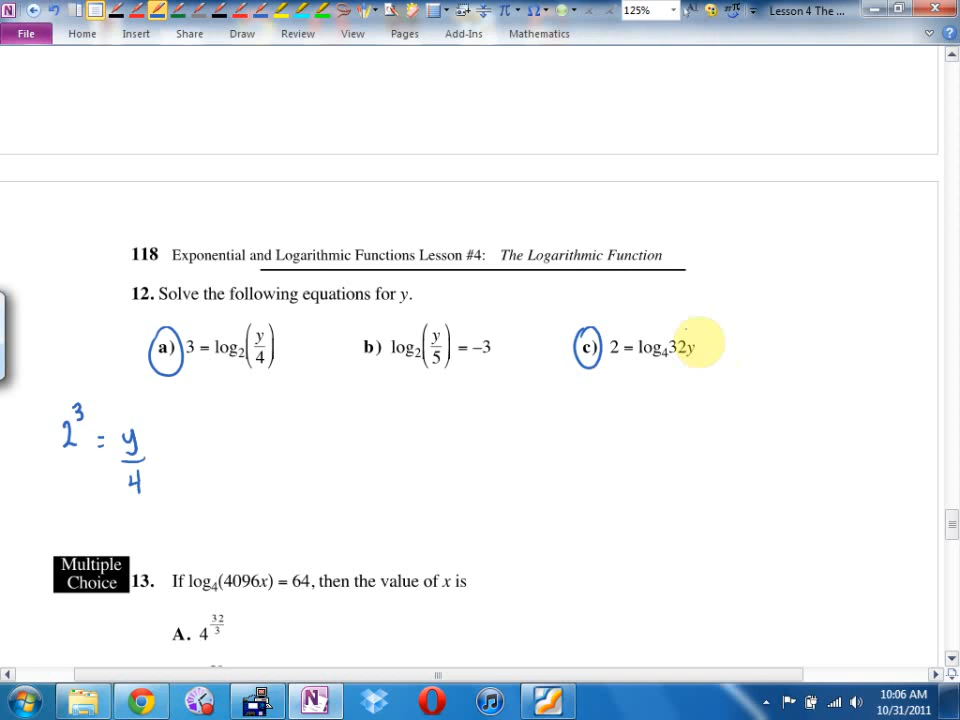 125% Lesson 4 The ...
File Home Insert Share Draw Review View Pages Add-Ins Mathematics
118 Exponential and Logarithmic Functions Lesson #4: The Logarithmic Function
12. Solve the following equations for y.
a) 3 = log₂(y/4) b) log₂(y/5) = –3 c) 2 = log₄32y
2³ = y/4
Multiple Choice 13. If log₄(4096x) = 64, then the value of x is
A. 4^(32/3)
10:06 AM
10/31/2011